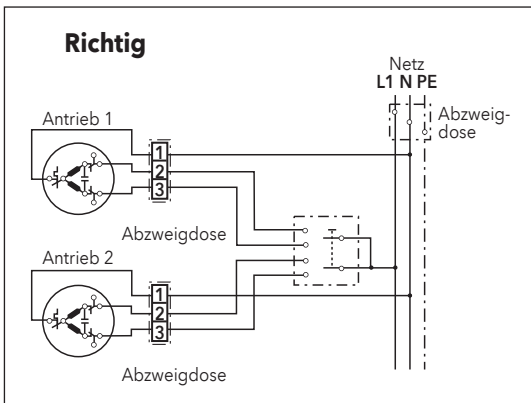 Richtig
Netz
L1 N PE
Abzweig-
dose
Antrieb 1
1
2
3
Abzweigdose
Antrieb 2
1
2
3
Abzweigdose